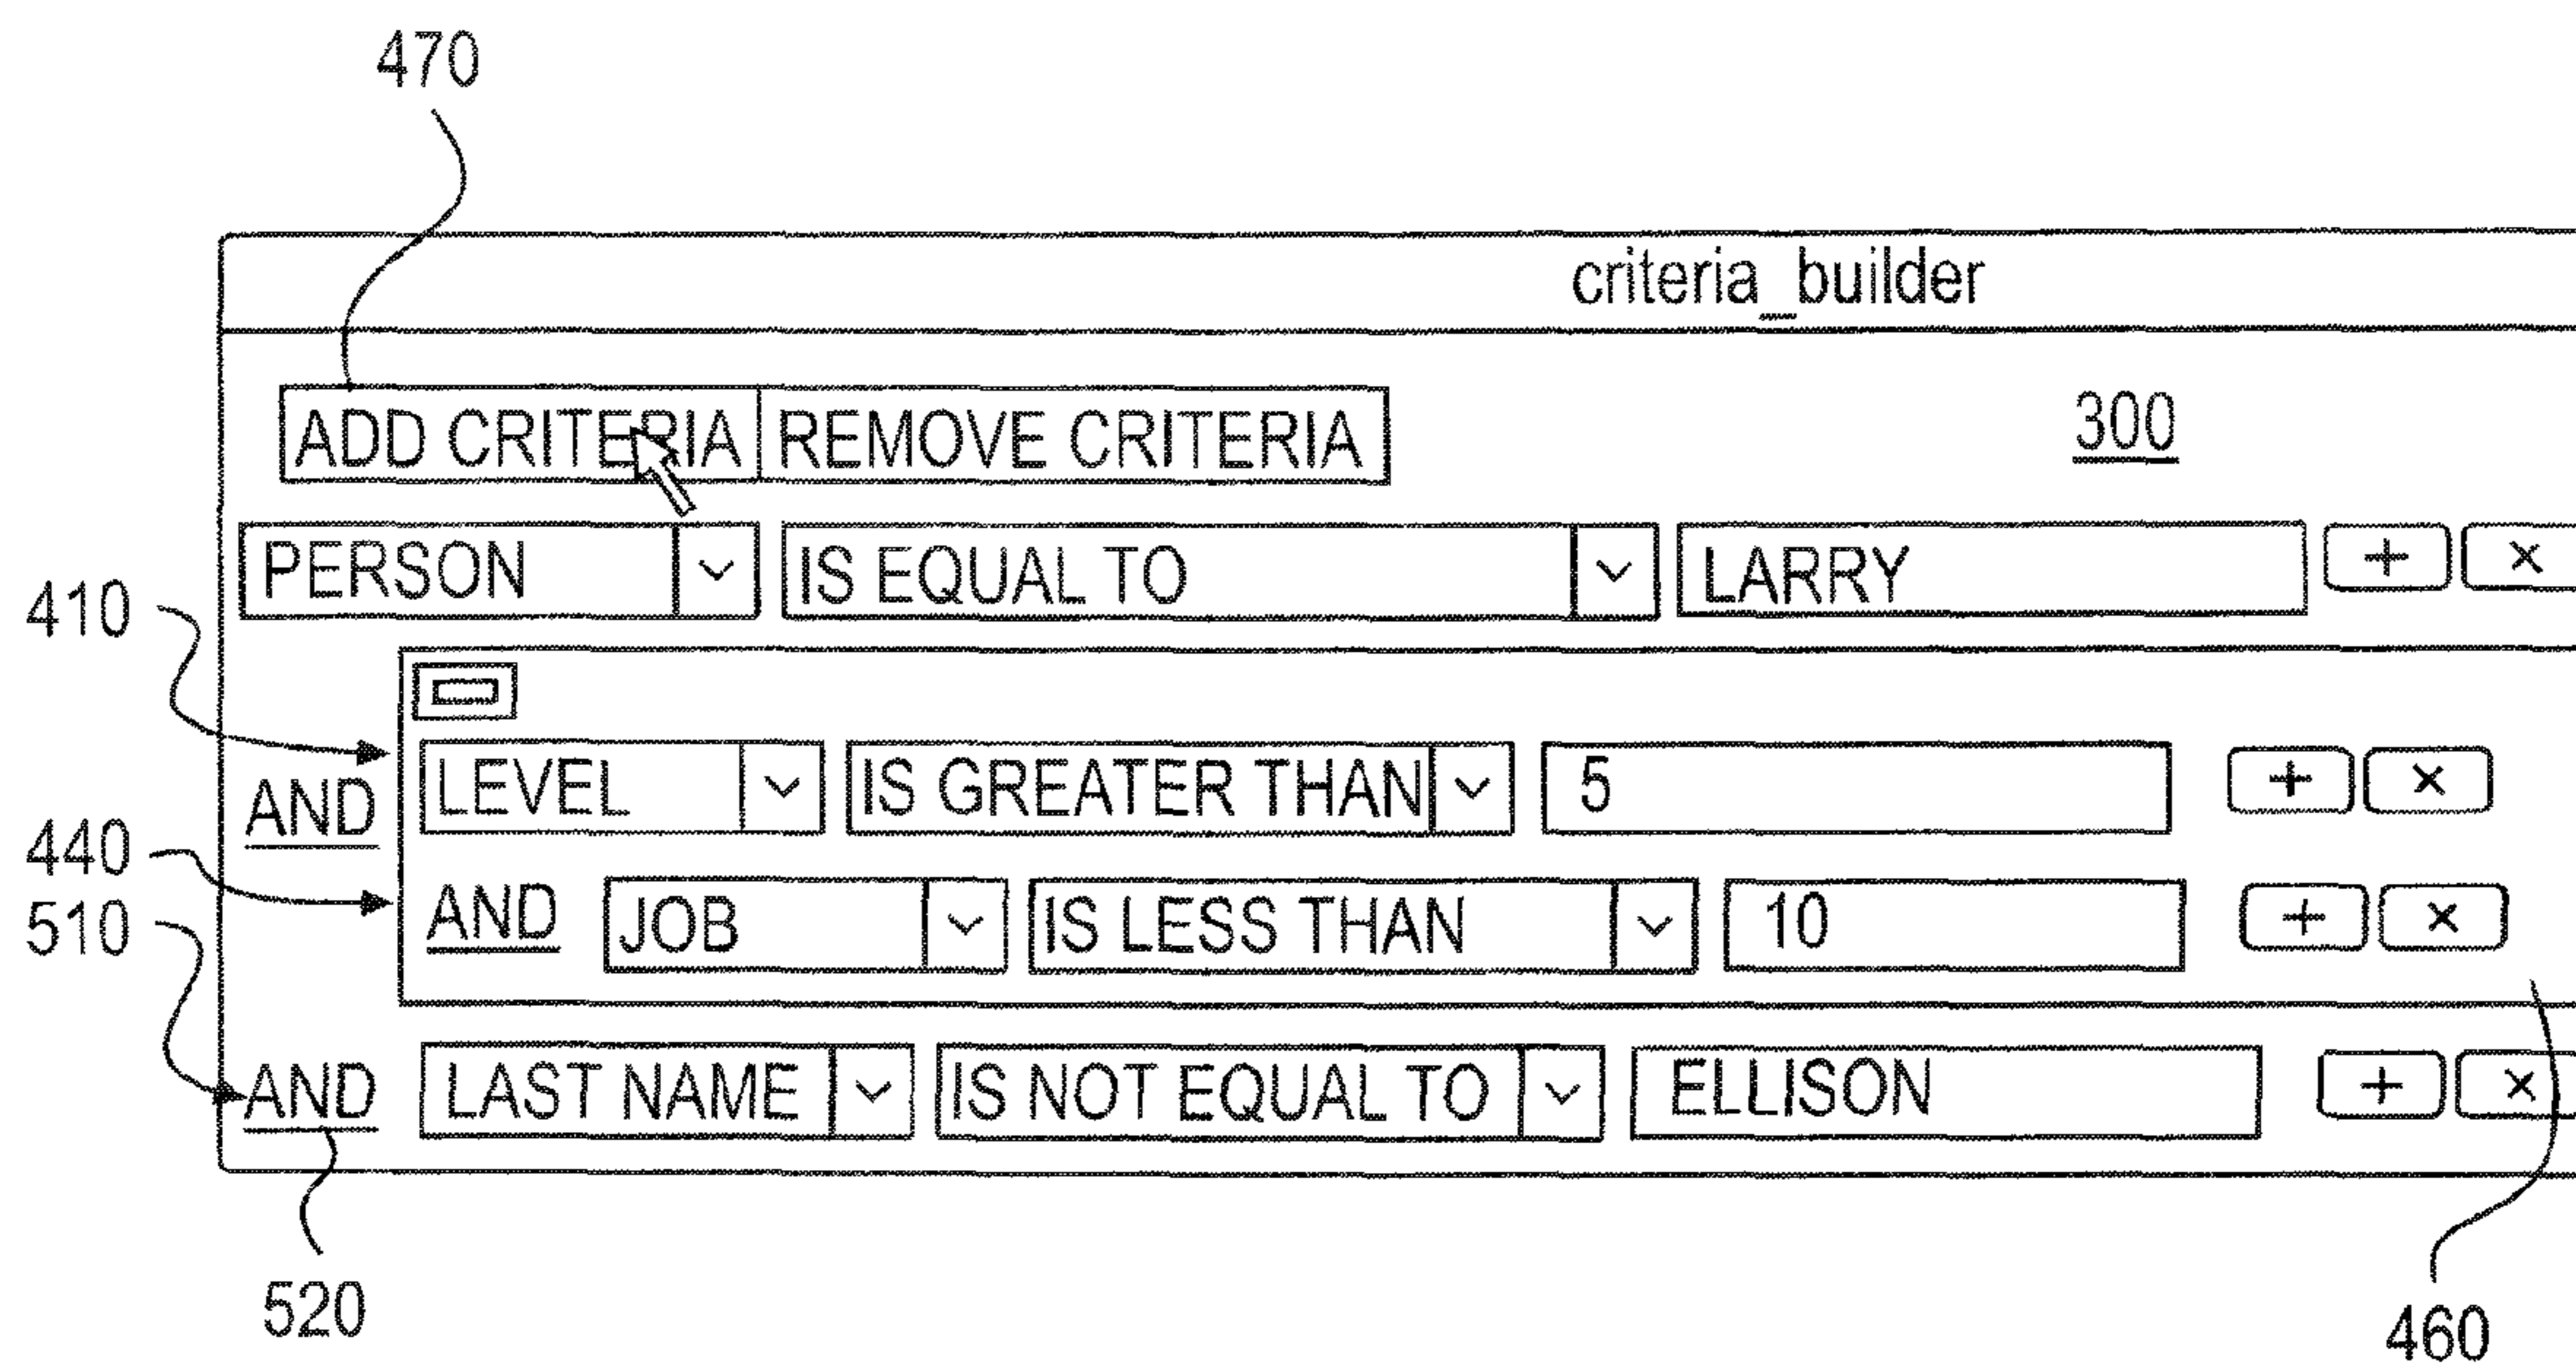 470
criteria_builder
ADD CRITERIA REMOVE CRITERIA 300
PERSON IS EQUAL TO LARRY + ×
410
AND LEVEL IS GREATER THAN 5 + ×
440
AND JOB IS LESS THAN 10 + ×
510
AND LAST NAME IS NOT EQUAL TO ELLISON + ×
520
460